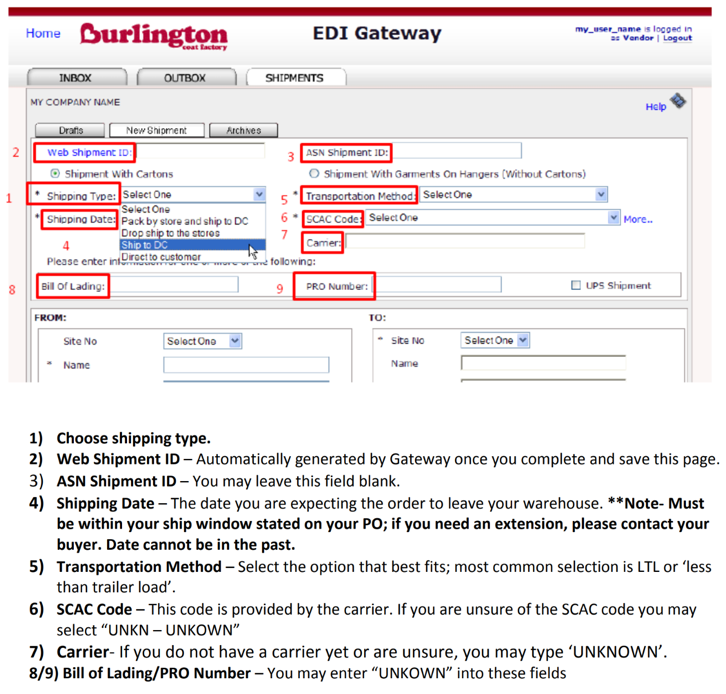 Home
Burlington
coat factory
EDI Gateway
my_user_name is logged in
as Vendor | Logout
INBOX OUTBOX SHIPMENTS
MY COMPANY NAME
Help
Drafts New Shipment Archives
2 Web Shipment ID: 3 ASN Shipment ID:
Shipment With Cartons Shipment With Garments On Hangers (Without Cartons)
1 * Shipping Type: Select One 5 * Transportation Method: Select One
Select One
* Shipping Date: Pack by store and ship to DC 6 * SCAC Code: Select One More..
Drop ship to the stores
4 Ship to DC 7 Carrier:
Direct to customer
Please enter information for one or more of the following:
8 Bill Of Lading: 9 PRO Number: UPS Shipment
FROM: TO:
Site No Select One * Site No Select One
* Name Name
1) Choose shipping type.
2) Web Shipment ID – Automatically generated by Gateway once you complete and save this page.
3) ASN Shipment ID – You may leave this field blank.
4) Shipping Date – The date you are expecting the order to leave your warehouse. **Note- Must
be within your ship window stated on your PO; if you need an extension, please contact your
buyer. Date cannot be in the past.
5) Transportation Method – Select the option that best fits; most common selection is LTL or ‘less
than trailer load’.
6) SCAC Code – This code is provided by the carrier. If you are unsure of the SCAC code you may
select “UNKN – UNKOWN”
7) Carrier- If you do not have a carrier yet or are unsure, you may type ‘UNKNOWN’.
8/9) Bill of Lading/PRO Number – You may enter “UNKOWN” into these fields